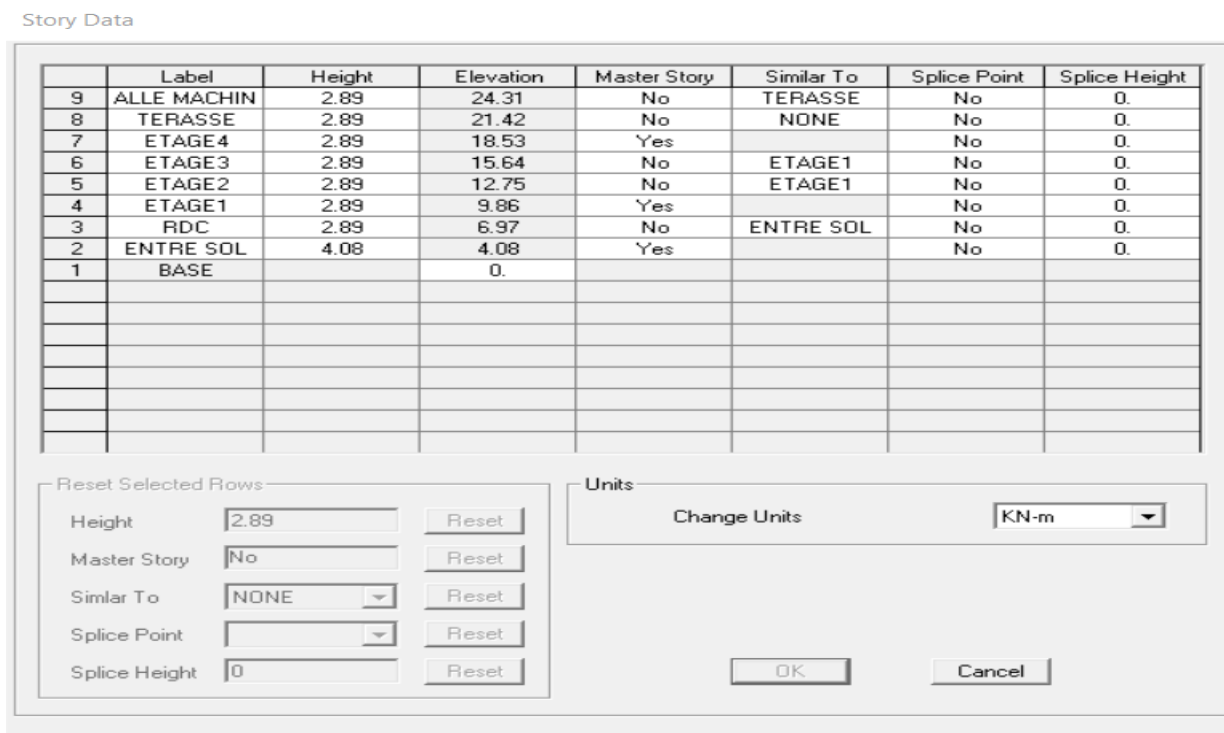 Story Data
Label Height Elevation Master Story Similar To Splice Point Splice Height
9 ALLE MACHIN 2.89 24.31 No TERASSE No 0.
8 TERASSE 2.89 21.42 No NONE No 0.
7 ETAGE4 2.89 18.53 Yes No 0.
6 ETAGE3 2.89 15.64 No ETAGE1 No 0.
5 ETAGE2 2.89 12.75 No ETAGE1 No 0.
4 ETAGE1 2.89 9.86 Yes No 0.
3 RDC 2.89 6.97 No ENTRE SOL No 0.
2 ENTRE SOL 4.08 4.08 Yes No 0.
1 BASE 0.
Reset Selected Rows
Height 2.89 Reset
Master Story No Reset
Simlar To NONE Reset
Splice Point Reset
Splice Height 0 Reset
Units
Change Units KN-m
OK Cancel